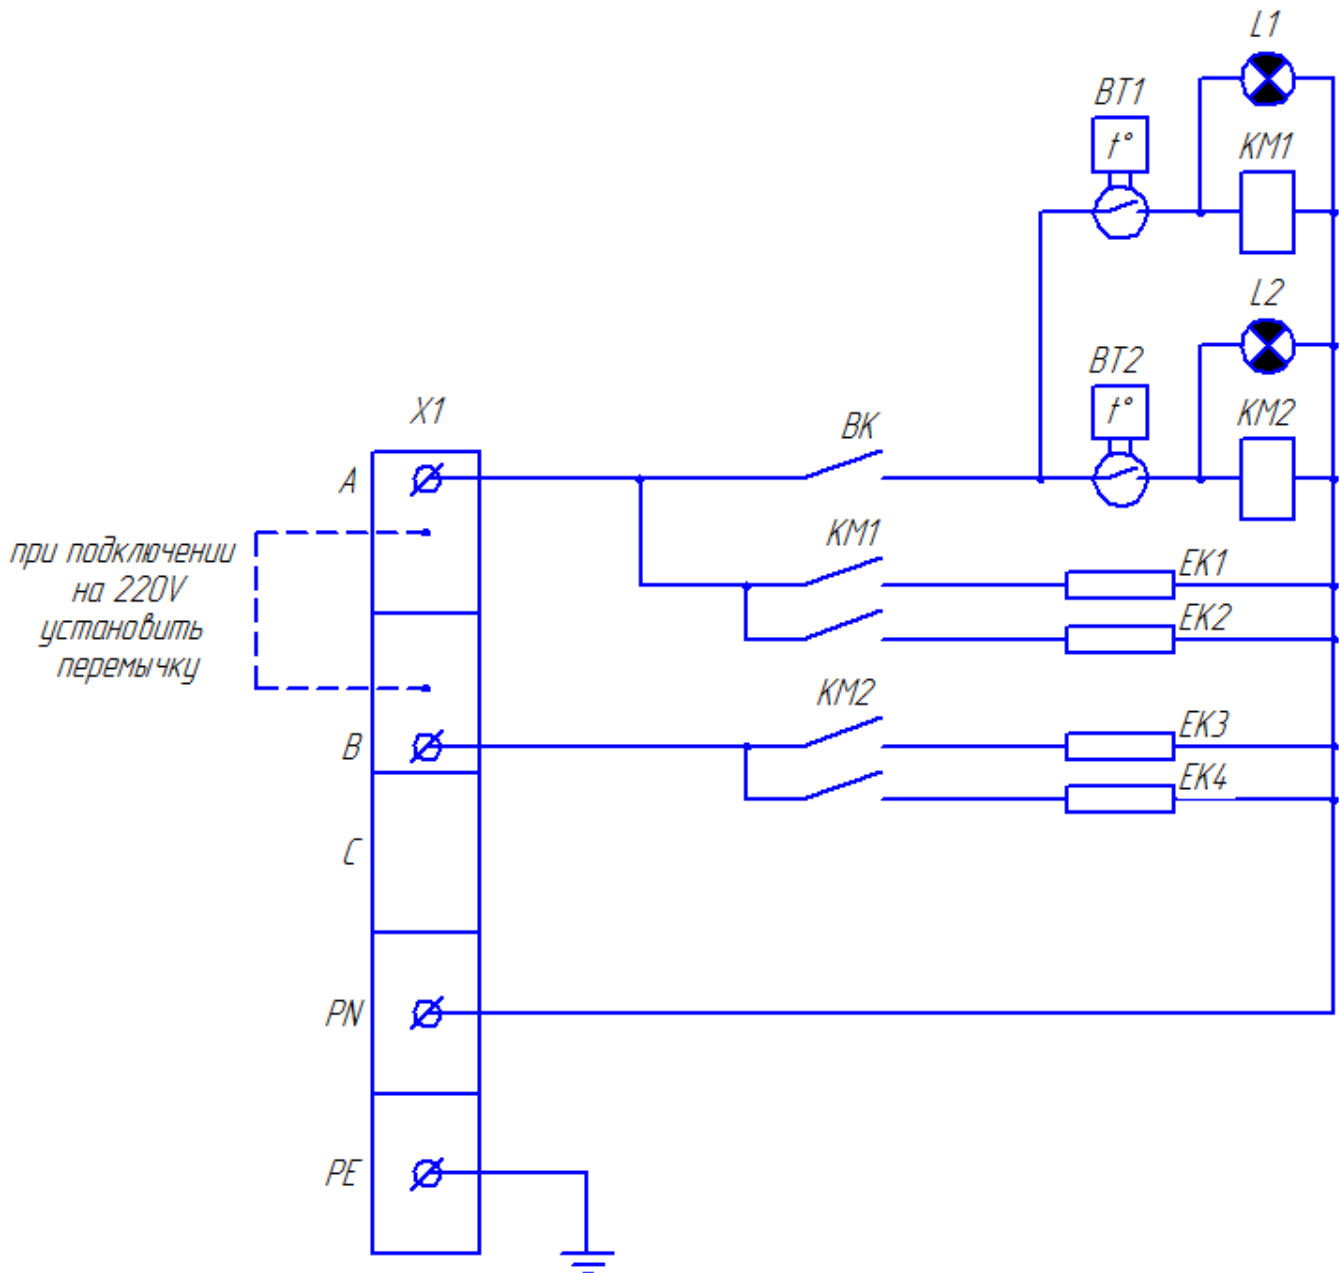 L1
BT1
t°
KM1
L2
BT2
t°
KM2
X1
BK
A
при подключении
на 220V
установить
перемычку
KM1
EK1
EK2
KM2
B
EK3
EK4
C
PN
PE